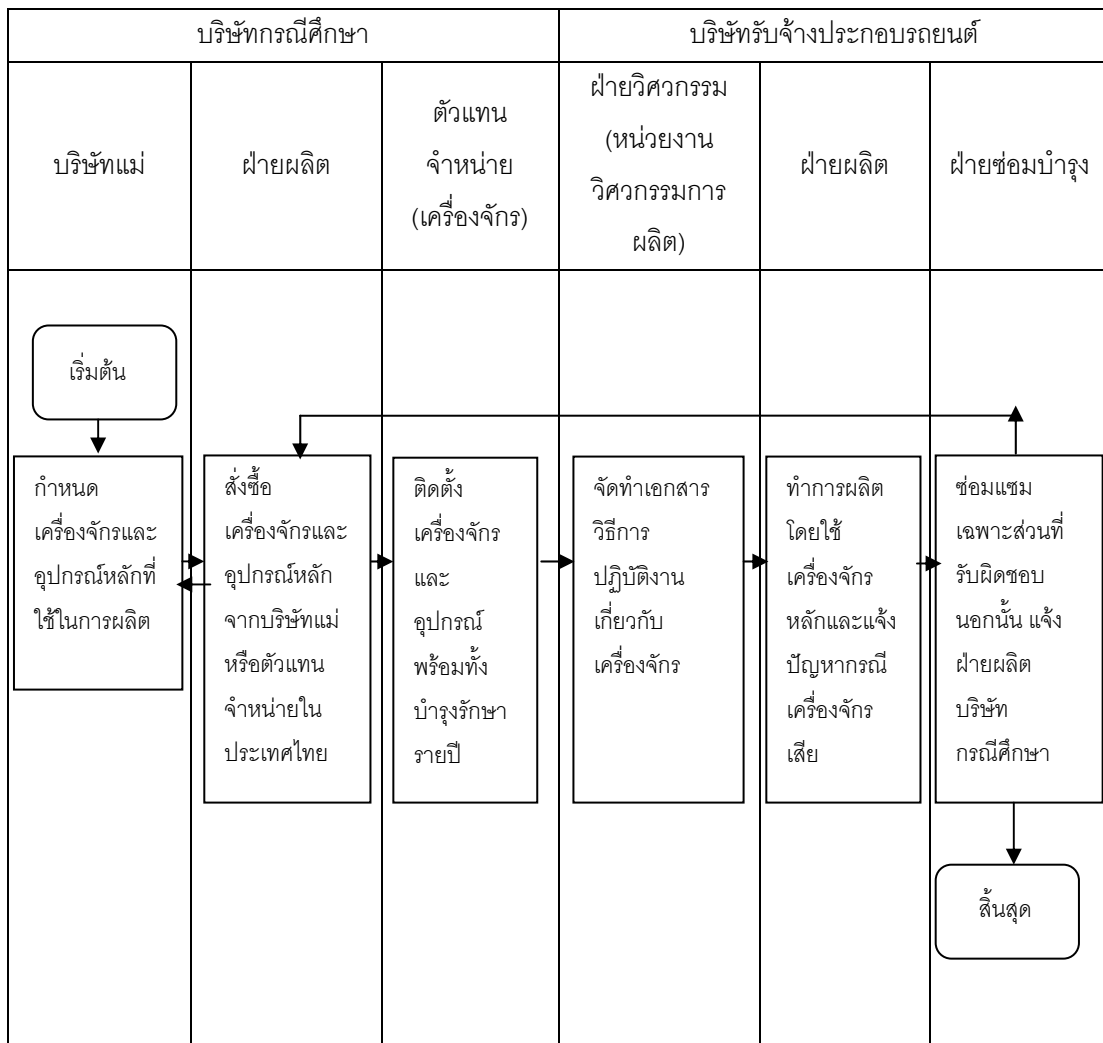 บริษัทกรณีศึกษา
บริษัทรับจ้างประกอบรถยนต์
บริษัทแม่
ฝ่ายผลิต
ตัวแทน
จำหน่าย
(เครื่องจักร)
ฝ่ายวิศวกรรม
(หน่วยงาน
วิศวกรรมการ
ผลิต)
ฝ่ายผลิต
ฝ่ายซ่อมบำรุง
เริ่มต้น
กำหนด
เครื่องจักรและ
อุปกรณ์หลักที่
ใช้ในการผลิต
สั่งซื้อ
เครื่องจักรและ
อุปกรณ์หลัก
จากบริษัทแม่
หรือตัวแทน
จำหน่ายใน
ประเทศไทย
ติดตั้ง
เครื่องจักร
และ
อุปกรณ์
พร้อมทั้ง
บำรุงรักษา
รายปี
จัดทำเอกสาร
วิธีการ
ปฏิบัติงาน
เกี่ยวกับ
เครื่องจักร
ทำการผลิต
โดยใช้
เครื่องจักร
หลักและแจ้ง
ปัญหากรณี
เครื่องจักร
เสีย
ซ่อมแซม
เฉพาะส่วนที่
รับผิดชอบ
นอกนั้น แจ้ง
ฝ่ายผลิต
บริษัท
กรณีศึกษา
สิ้นสุด